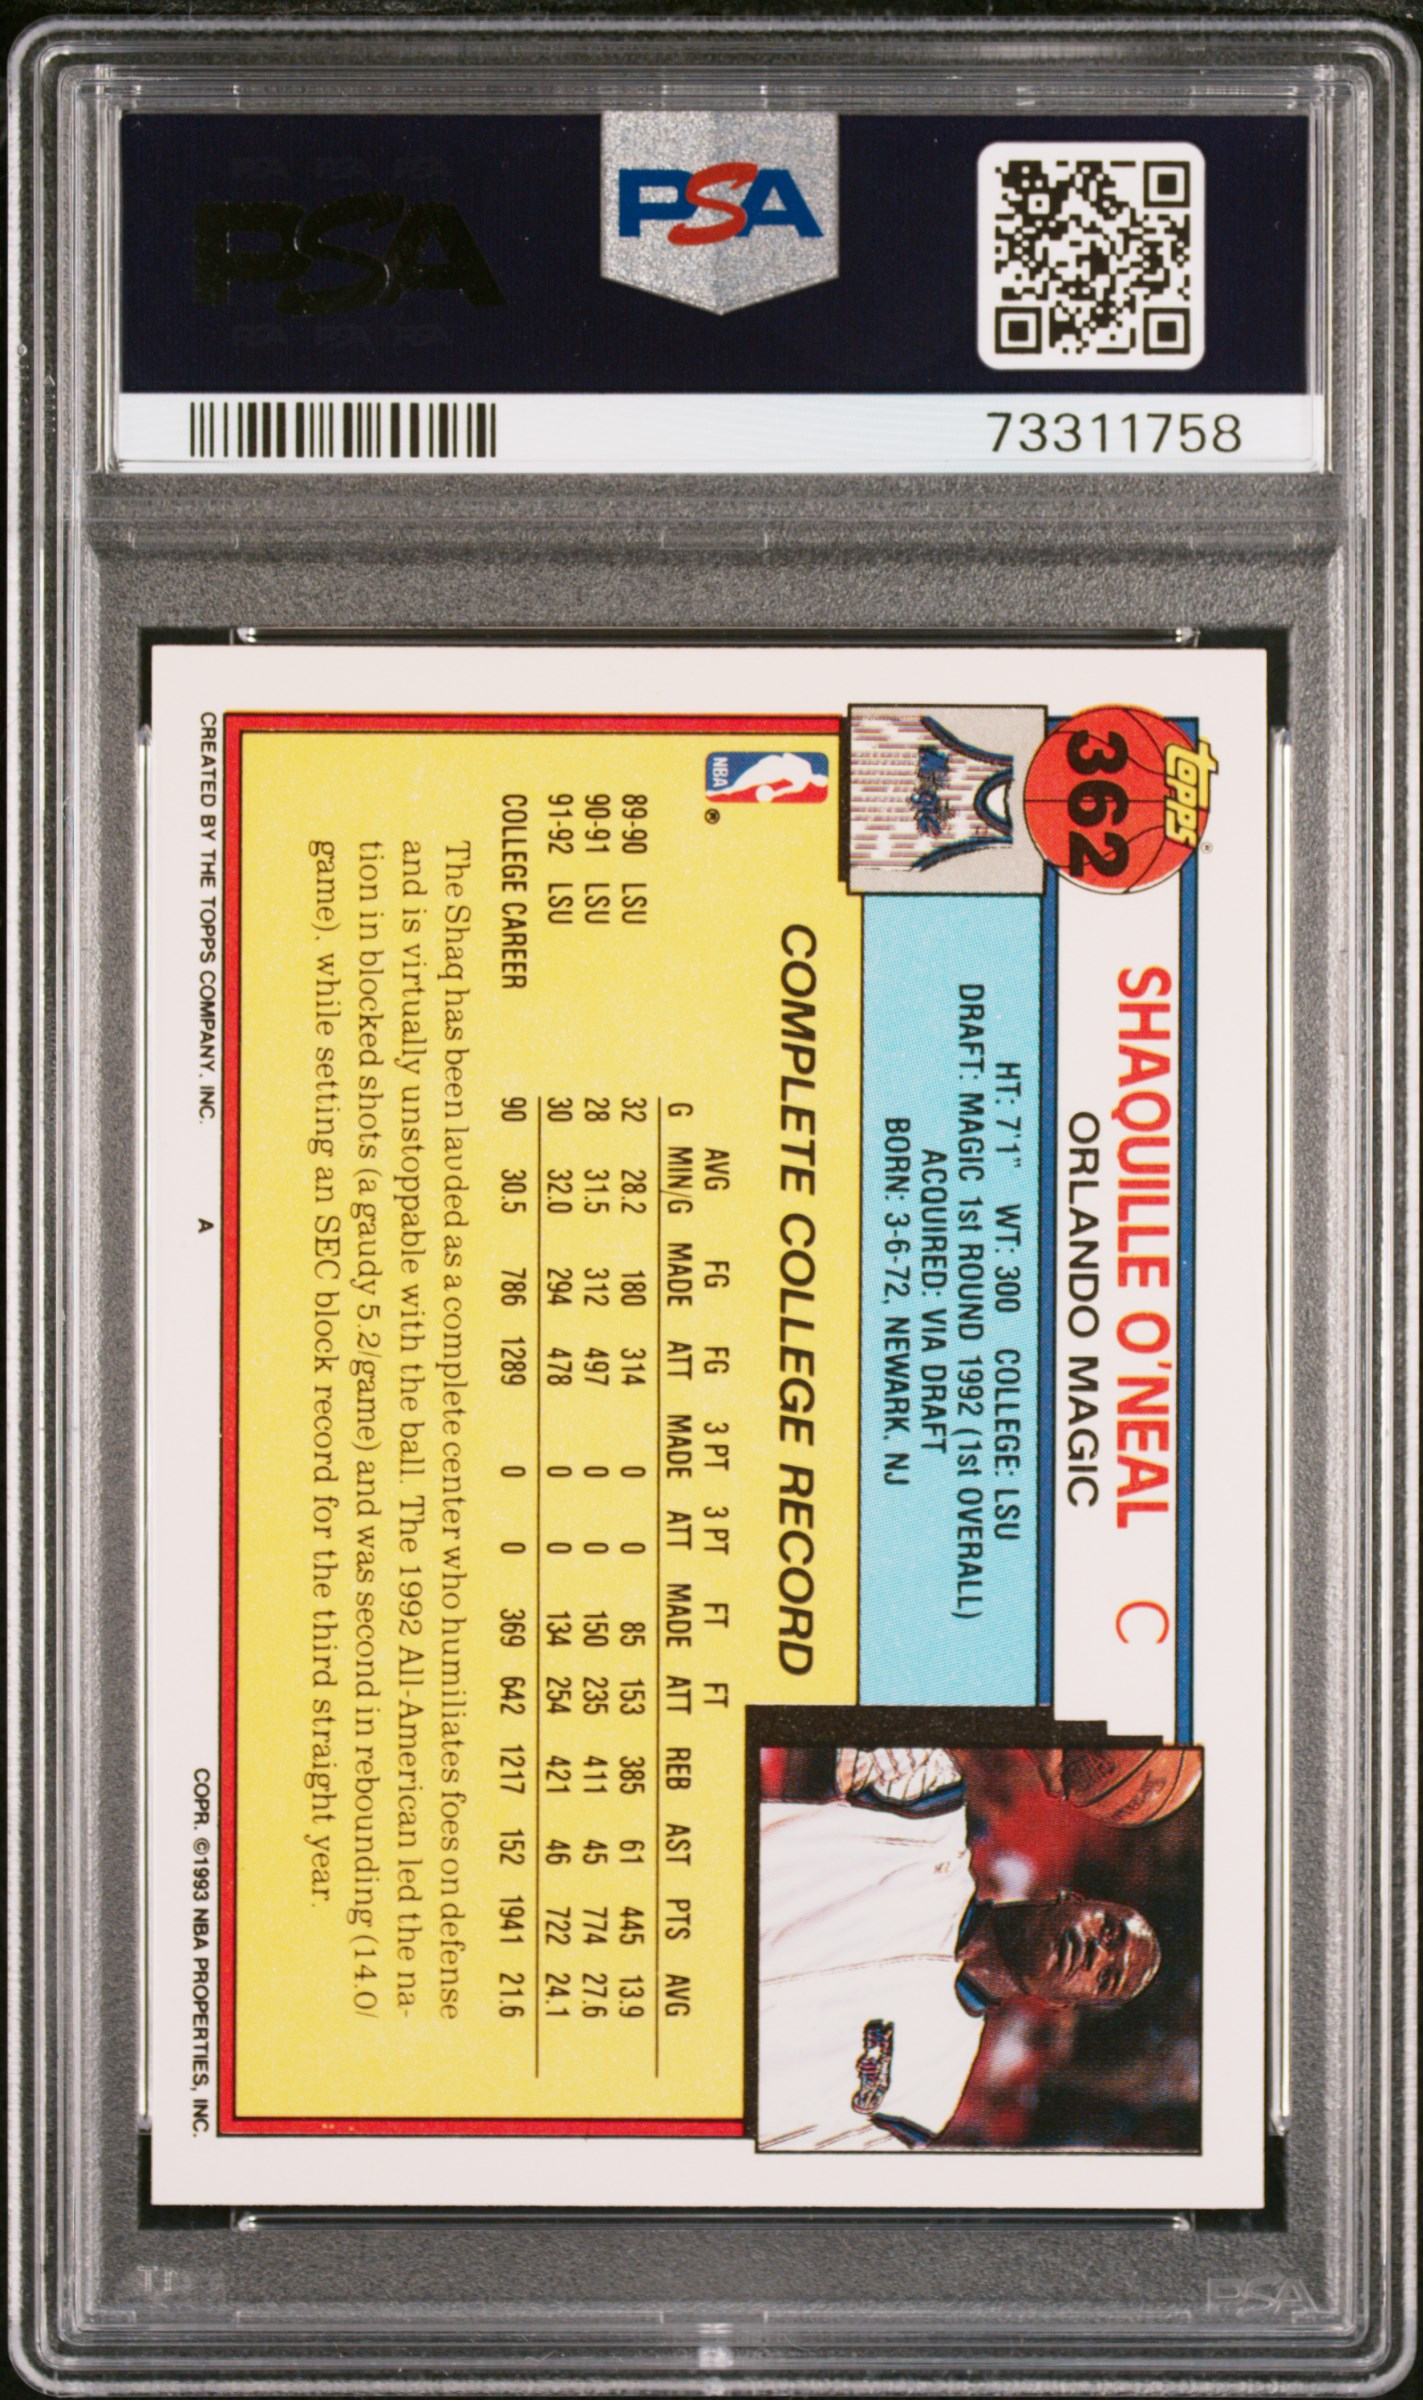 PSA
PSA
73311758
topps®
362
SHAQUILLE O'NEAL C
ORLANDO MAGIC
HT: 7'1" WT: 300 COLLEGE: LSU
DRAFT: MAGIC 1st ROUND 1992 (1st OVERALL)
ACQUIRED: VIA DRAFT
BORN: 3-6-72, NEWARK, NJ
COMPLETE COLLEGE RECORD
NBA ®
AVG FG FG 3 PT 3 PT FT FT
G MIN/G MADE ATT MADE ATT MADE ATT REB AST PTS AVG
89-90 LSU 32 28.2 180 314 0 0 85 153 385 61 445 13.9
90-91 LSU 28 31.5 312 497 0 0 150 235 411 45 774 27.6
91-92 LSU 30 32.0 294 478 0 0 134 254 421 46 722 24.1
COLLEGE CAREER 90 30.5 786 1289 0 0 369 642 1217 152 1941 21.6
The Shaq has been lauded as a complete center who humiliates foes on defense
and is virtually unstoppable with the ball. The 1992 All-American led the na-
tion in blocked shots (a gaudy 5.2/game) and was second in rebounding (14.0/
game), while setting an SEC block record for the third straight year.
CREATED BY THE TOPPS COMPANY, INC. A COPR. ©1993 NBA PROPERTIES, INC.
PSA